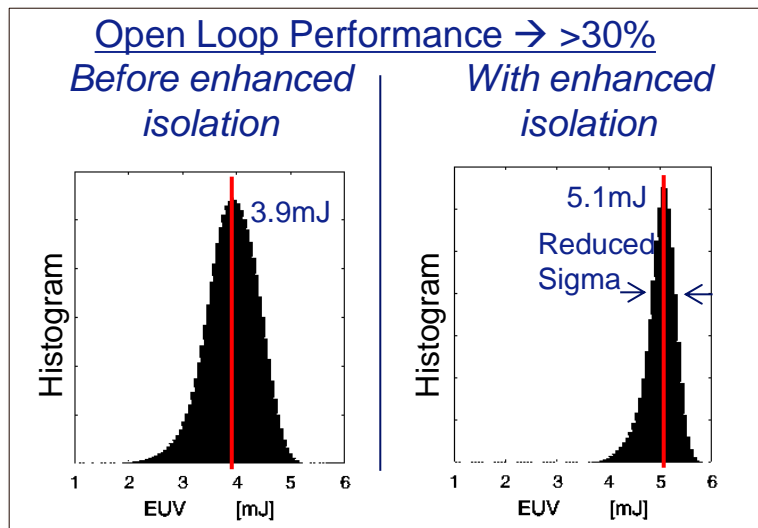 Open Loop Performance → >30%
Before enhanced
isolation
With enhanced
isolation
3.9mJ
Histogram
1 2 3 4 5 6
EUV [mJ]
5.1mJ
Reduced
Sigma
Histogram
1 2 3 4 5 6
EUV [mJ]